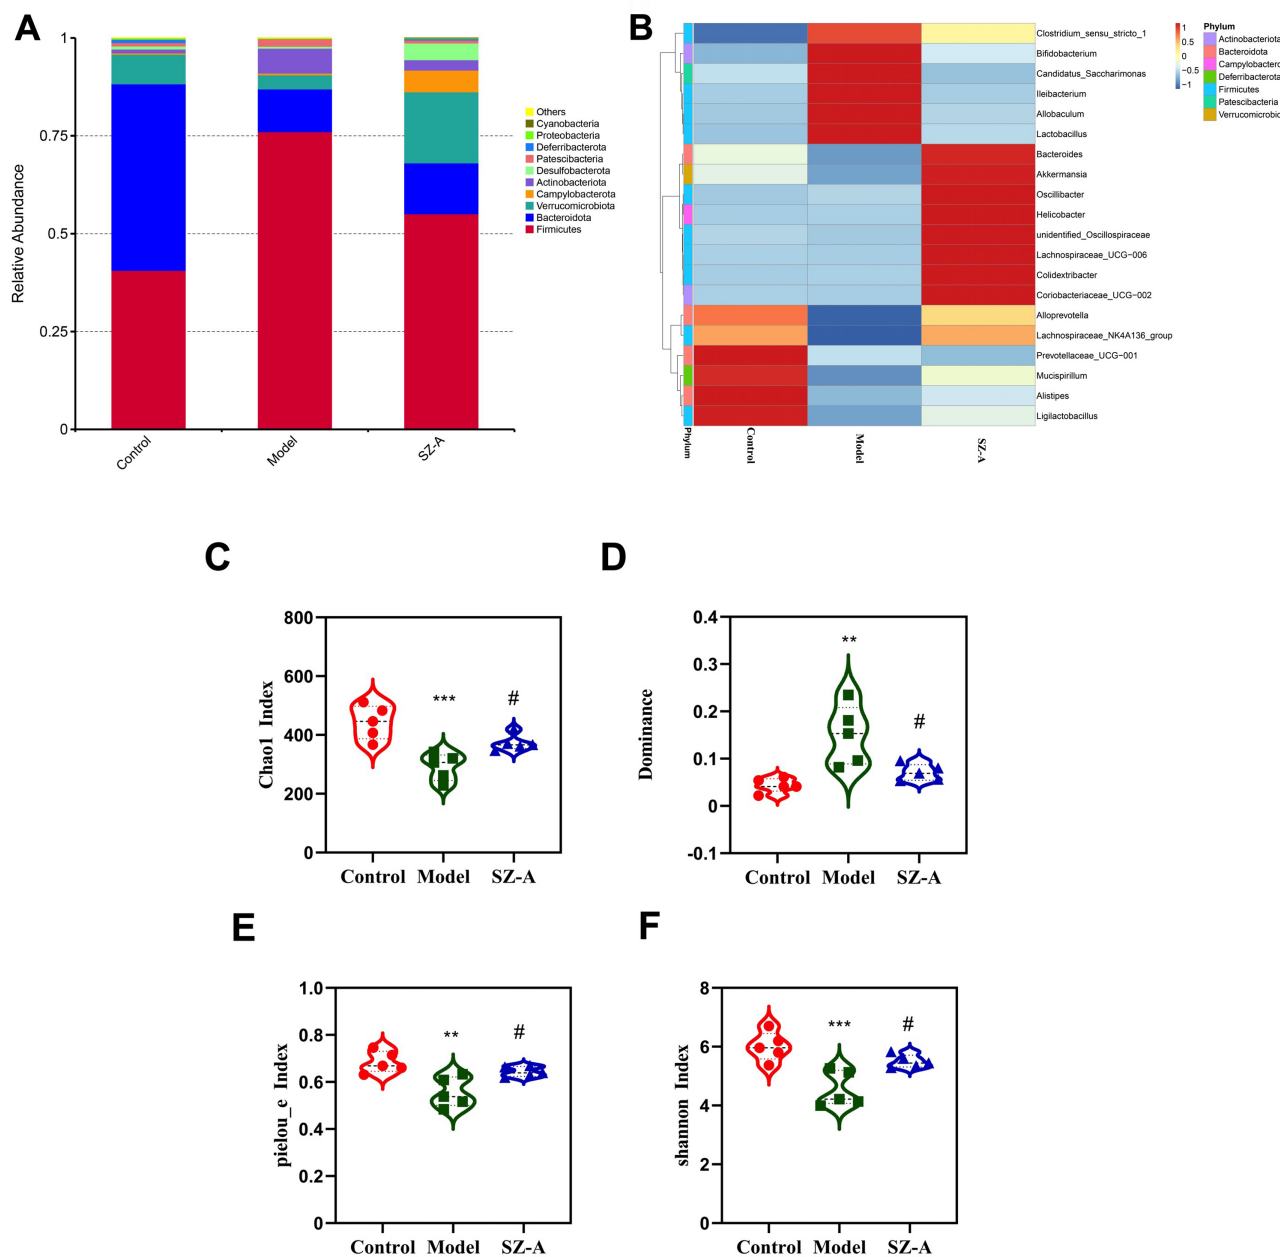 A
1
0.75
0.5
0.25
0
Relative Abundance
Control
Model
SZ-A
Others
Cyanobacteria
Proteobacteria
Deferribacterota
Patescibacteria
Desulfobacterota
Actinobacteriota
Campylobacterota
Verrucomicrobiota
Bacteroidota
Firmicutes
B
Clostridium_sensu_stricto_1
Bifidobacterium
Candidatus_Saccharimonas
Ileibacterium
Allobaculum
Lactobacillus
Bacteroides
Akkermansia
Oscillibacter
Helicobacter
unidentified_Oscillospiraceae
Lachnospiraceae_UCG−006
Colidextribacter
Coriobacteriaceae_UCG−002
Alloprevotella
Lachnospiraceae_NK4A136_group
Prevotellaceae_UCG−001
Mucispirillum
Alistipes
Ligilactobacillus
Phylum
Control
Model
SZ-A
1
0.5
0
−0.5
−1
Phylum
Actinobacteriota
Bacteroidota
Campylobactero
Deferribacterota
Firmicutes
Patescibacteria
Verrucomicrobio
C
800
600
400
200
0
Chao1 Index
***
#
Control Model SZ-A
D
0.4
0.3
0.2
0.1
0
-0.1
Dominance
**
#
Control Model SZ-A
E
1.0
0.8
0.6
0.4
0.2
0
pielou_e Index
**
#
Control Model SZ-A
F
8
6
4
2
0
shannon Index
***
#
Control Model SZ-A